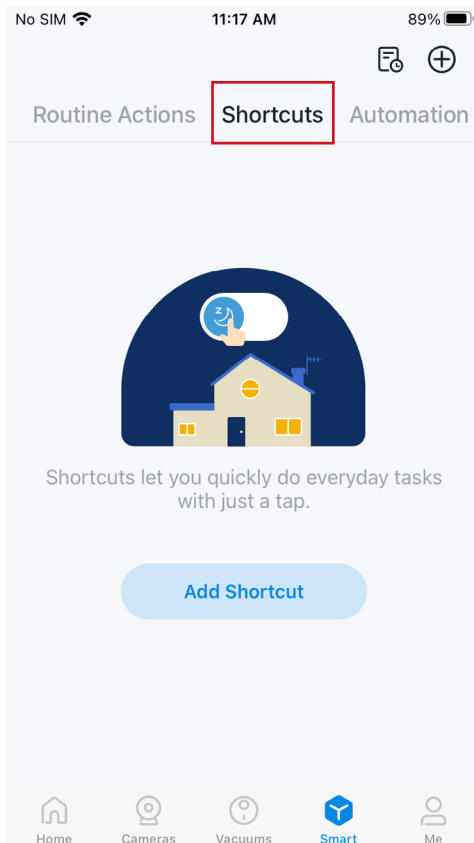 No SIM 11:17 AM 89%
Routine Actions Shortcuts Automation
z
Shortcuts let you quickly do everyday tasks
with just a tap.
Add Shortcut
Home Cameras Vacuums Smart Me